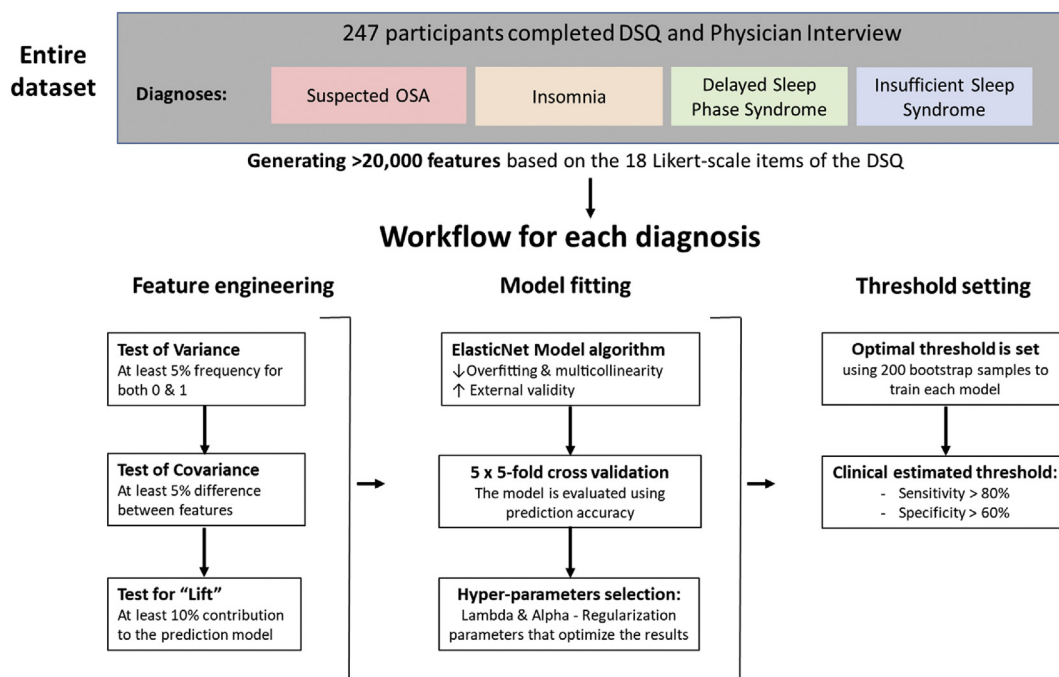 Entire
dataset
247 participants completed DSQ and Physician Interview
Diagnoses:
Suspected OSA
Insomnia
Delayed Sleep
Phase Syndrome
Insufficient Sleep
Syndrome
Generating >20,000 features based on the 18 Likert-scale items of the DSQ
Workflow for each diagnosis
Feature engineering
Test of Variance
At least 5% frequency for
both 0 & 1
Test of Covariance
At least 5% difference
between features
Test for “Lift”
At least 10% contribution
to the prediction model
Model fitting
ElasticNet Model algorithm
↓Overfitting & multicollinearity
↑ External validity
5 x 5-fold cross validation
The model is evaluated using
prediction accuracy
Hyper-parameters selection:
Lambda & Alpha - Regularization
parameters that optimize the results
Threshold setting
Optimal threshold is set
using 200 bootstrap samples to
train each model
Clinical estimated threshold:
- Sensitivity > 80%
- Specificity > 60%